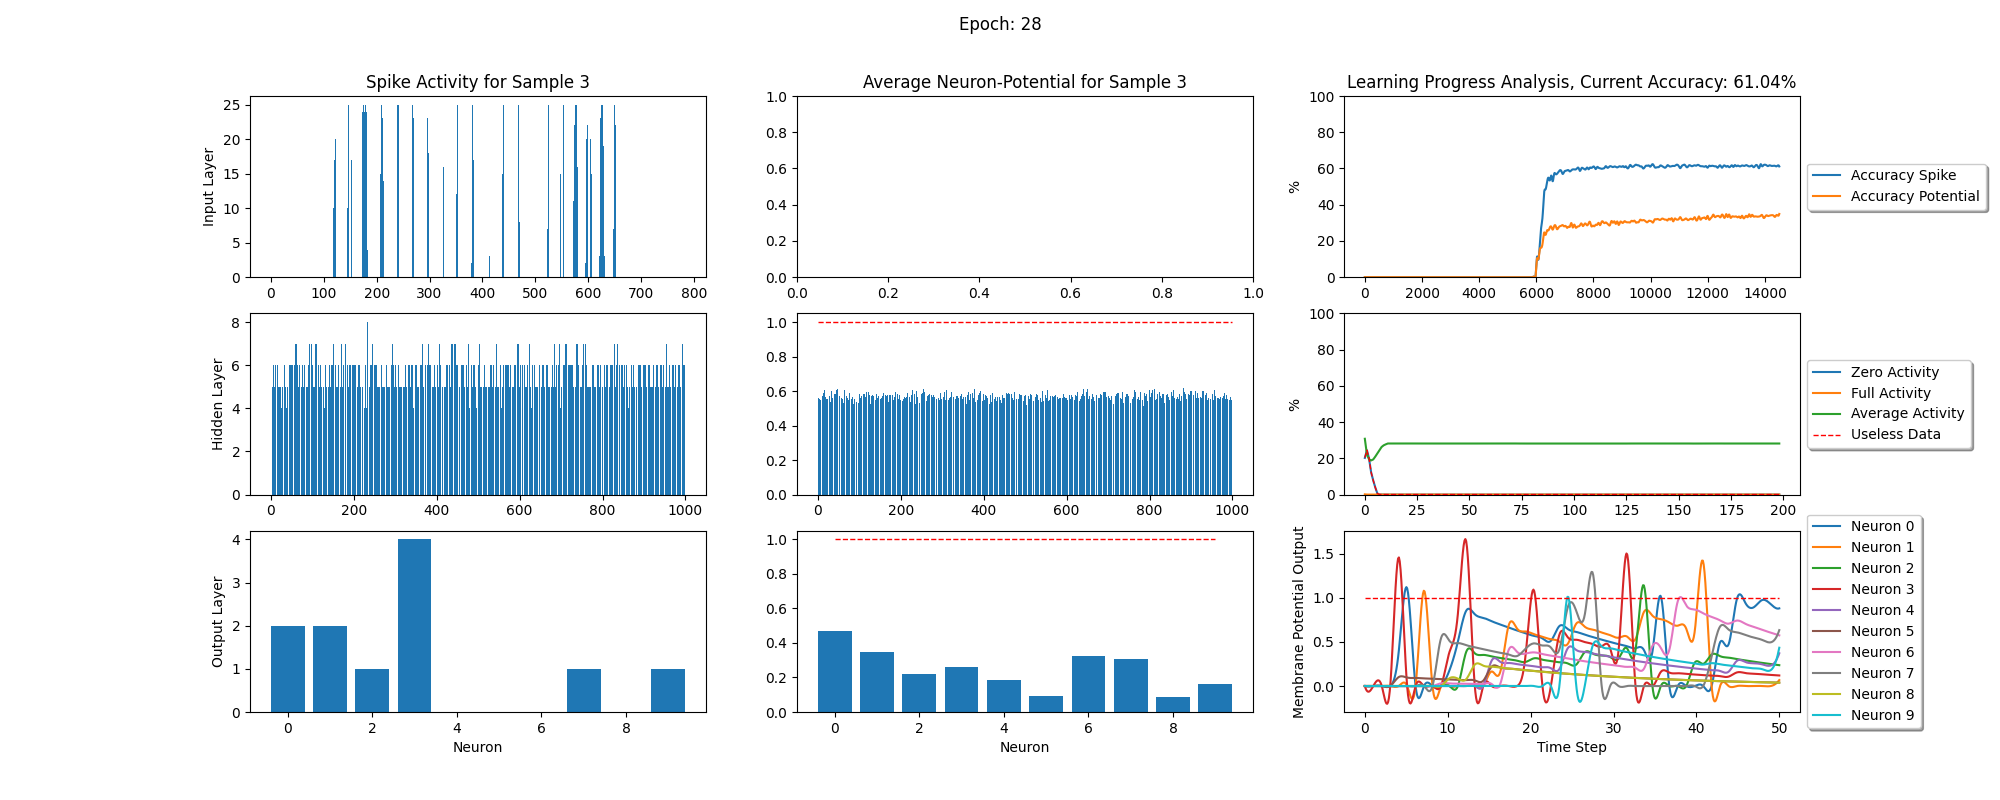 Epoch: 28
Spike Activity for Sample 3
Average Neuron-Potential for Sample 3
Learning Progress Analysis, Current Accuracy: 61.04%
Input Layer
25
20
15
10
5
0
0 100 200 300 400 500 600 700 800
1.0
0.8
0.6
0.4
0.2
0.0
0.0 0.2 0.4 0.6 0.8 1.0
%
100
80
60
40
20
0
0 2000 4000 6000 8000 10000 12000 14000
Accuracy Spike
Accuracy Potential
Hidden Layer
8
6
4
2
0
0 200 400 600 800 1000
1.0
0.8
0.6
0.4
0.2
0.0
0 200 400 600 800 1000
%
100
80
60
40
20
0
0 25 50 75 100 125 150 175 200
Zero Activity
Full Activity
Average Activity
Useless Data
Output Layer
4
3
2
1
0
0 2 4 6 8
Neuron
1.0
0.8
0.6
0.4
0.2
0.0
0 2 4 6 8
Neuron
Membrane Potential Output
1.5
1.0
0.5
0.0
0 10 20 30 40 50
Time Step
Neuron 0
Neuron 1
Neuron 2
Neuron 3
Neuron 4
Neuron 5
Neuron 6
Neuron 7
Neuron 8
Neuron 9